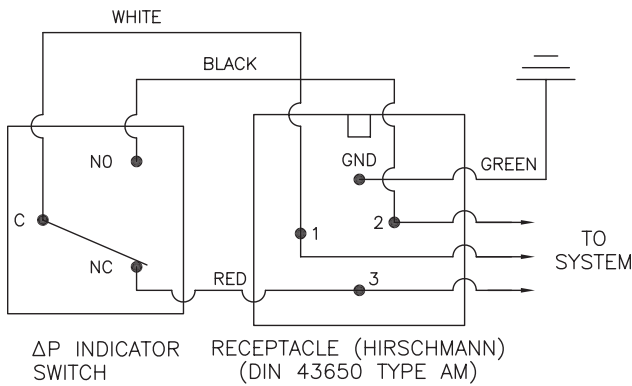 WHITE
BLACK
NO
GND
GREEN
C
2
1
TO
SYSTEM
NC
RED
3
ΔP INDICATOR
SWITCH
RECEPTACLE (HIRSCHMANN)
(DIN 43650 TYPE AM)